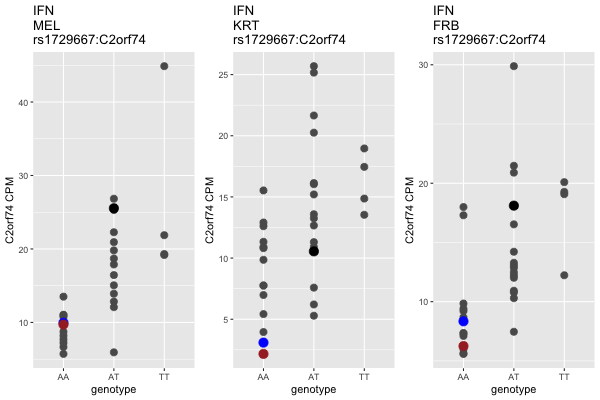 IFN
MEL
rs1729667:C2orf74
C2orf74 CPM
40
30
20
10
AA
AT
TT
genotype
IFN
KRT
rs1729667:C2orf74
C2orf74 CPM
25
20
15
10
5
AA
AT
TT
genotype
IFN
FRB
rs1729667:C2orf74
C2orf74 CPM
30
20
10
AA
AT
TT
genotype